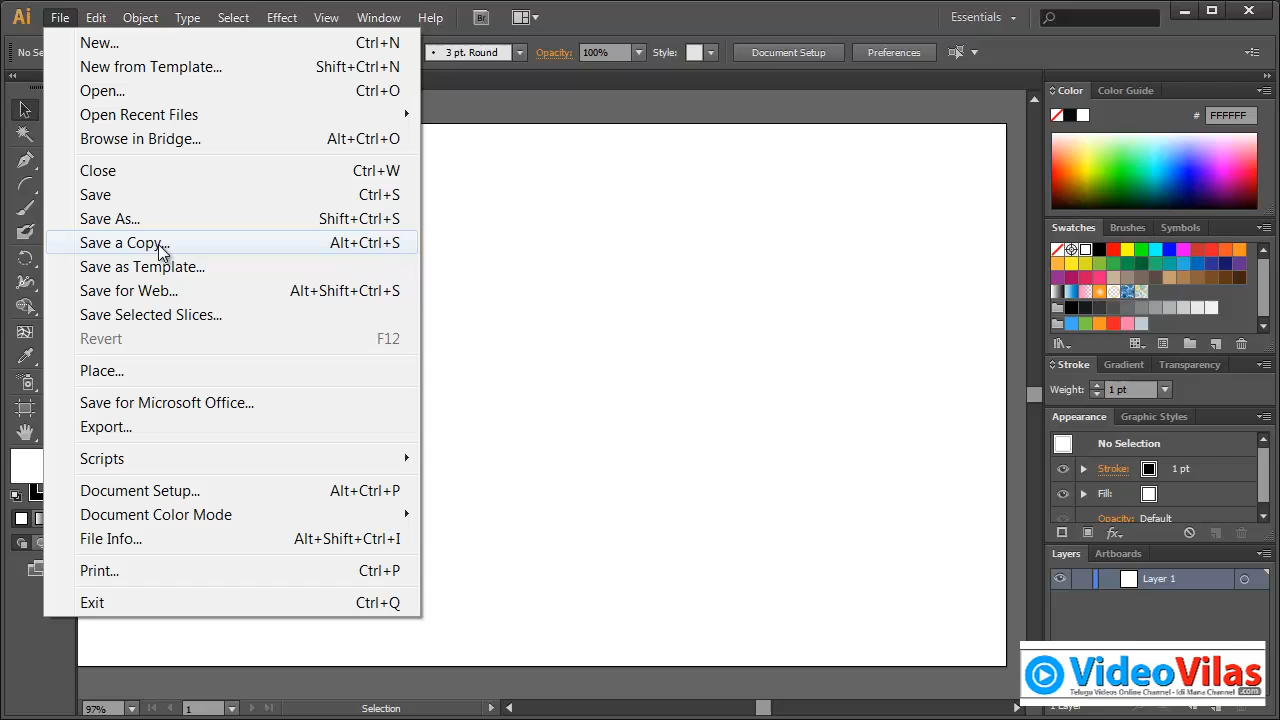 Ai File Edit Object Type Select Effect View Window Help Br Essentials
3 pt. Round Opacity: 100% Style: Document Setup Preferences
New... Ctrl+N
New from Template... Shift+Ctrl+N
Open... Ctrl+O
Open Recent Files
Browse in Bridge... Alt+Ctrl+O
Close Ctrl+W
Save Ctrl+S
Save As... Shift+Ctrl+S
Save a Copy... Alt+Ctrl+S
Save as Template...
Save for Web... Alt+Shift+Ctrl+S
Save Selected Slices...
Revert F12
Place...
Save for Microsoft Office...
Export...
Scripts
Document Setup... Alt+Ctrl+P
Document Color Mode
File Info... Alt+Shift+Ctrl+I
Print... Ctrl+P
Exit Ctrl+Q
Color Color Guide
# FFFFFF
Swatches Brushes Symbols
Stroke Gradient Transparency
Weight: 1 pt
Appearance Graphic Styles
No Selection
Stroke: 1 pt
Fill:
Opacity: Default
fx
Layers Artboards
Layer 1
VideoVilas
.com
Telugu Videos Online Channel - Idi Mana Channel
97% 1 Selection